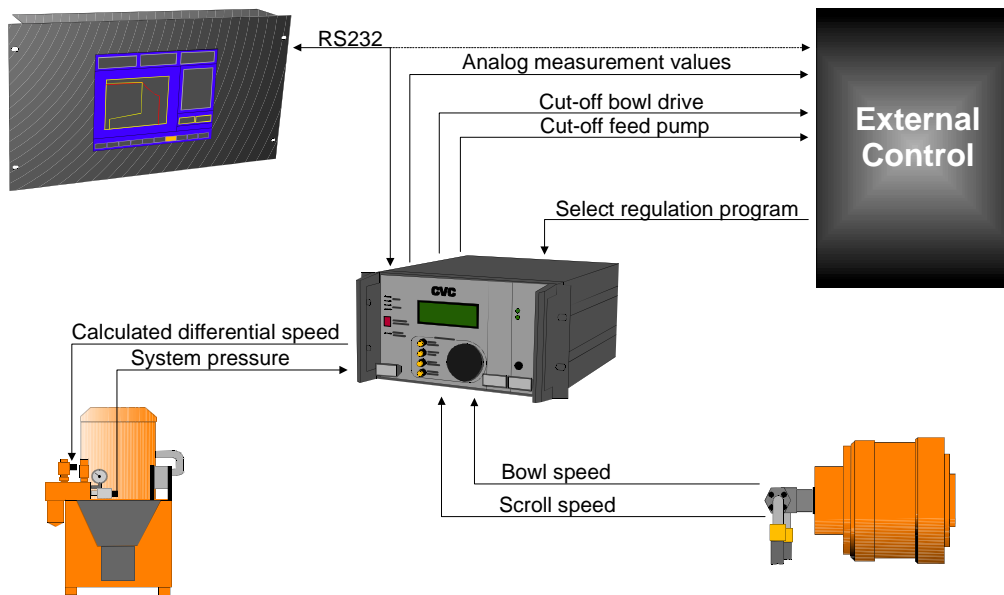 RS232
Analog measurement values
Cut-off bowl drive
Cut-off feed pump
External
Control
Select regulation program
CVC
Calculated differential speed
System pressure
Bowl speed
Scroll speed